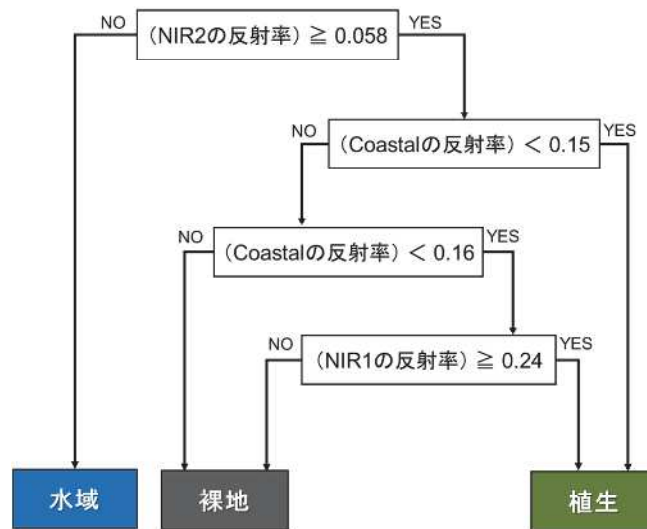 NO
(NIR2の反射率) ≧ 0.058
YES
NO
(Coastalの反射率) < 0.15
YES
NO
(Coastalの反射率) < 0.16
YES
NO
(NIR1の反射率) ≧ 0.24
YES
水域
裸地
植生